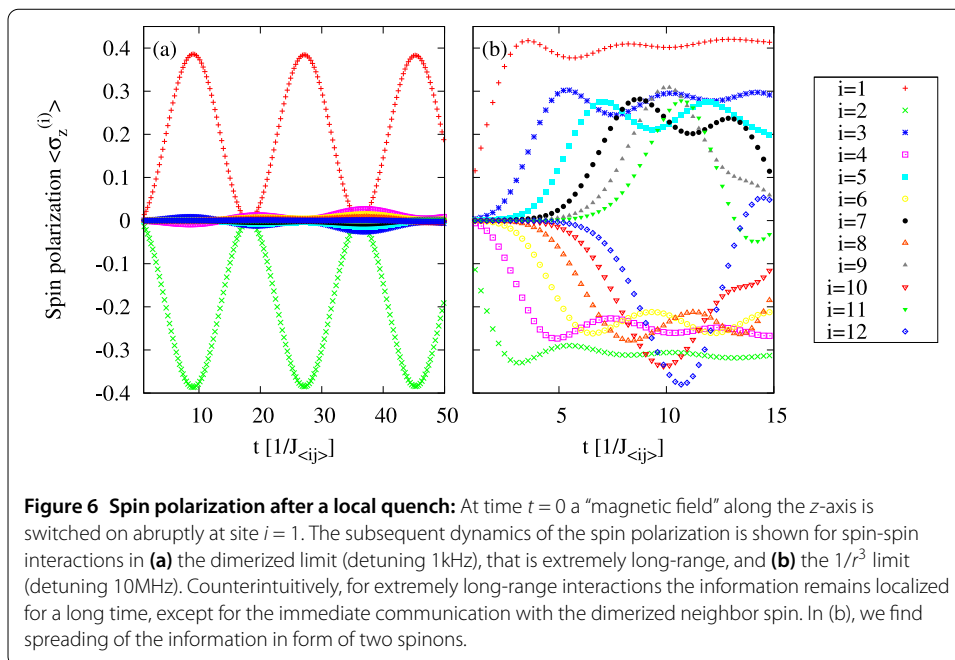 (a)
(b)
Spin polarization <σz(i)>
0.4
0.3
0.2
0.1
0
-0.1
-0.2
-0.3
-0.4
10 20 30 40 50
5 10 15
t [1/J<ij>]
t [1/J<ij>]
i=1
i=2
i=3
i=4
i=5
i=6
i=7
i=8
i=9
i=10
i=11
i=12
Figure 6 Spin polarization after a local quench: At time t = 0 a “magnetic field” along the z-axis is
switched on abruptly at site i = 1. The subsequent dynamics of the spin polarization is shown for spin-spin
interactions in (a) the dimerized limit (detuning 1kHz), that is extremely long-range, and (b) the 1/r³ limit
(detuning 10MHz). Counterintuitively, for extremely long-range interactions the information remains localized
for a long time, except for the immediate communication with the dimerized neighbor spin. In (b), we find
spreading of the information in form of two spinons.